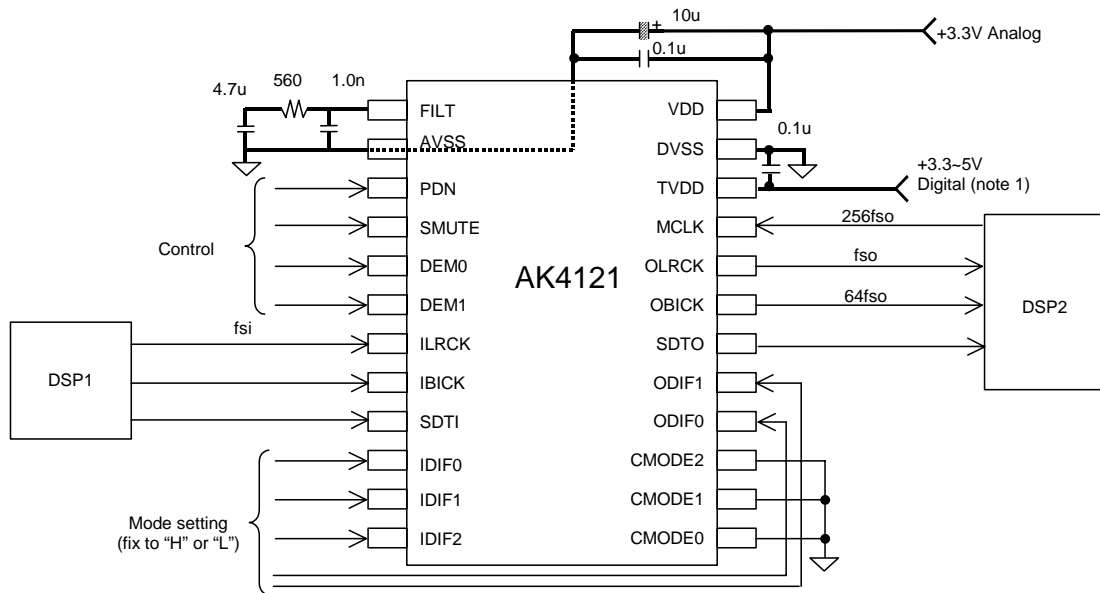 10u
+
+3.3V Analog
0.1u
4.7u
560
1.0n
FILT
VDD
0.1u
AVSS
DVSS
+3.3~5V
Digital (note 1)
PDN
TVDD
SMUTE
MCLK
256fso
Control
DEM0
OLRCK
fso
AK4121
DEM1
OBICK
64fso
DSP2
fsi
ILRCK
SDTO
DSP1
IBICK
ODIF1
SDTI
ODIF0
IDIF0
CMODE2
IDIF1
CMODE1
Mode setting
(fix to “H” or “L”)
IDIF2
CMODE0